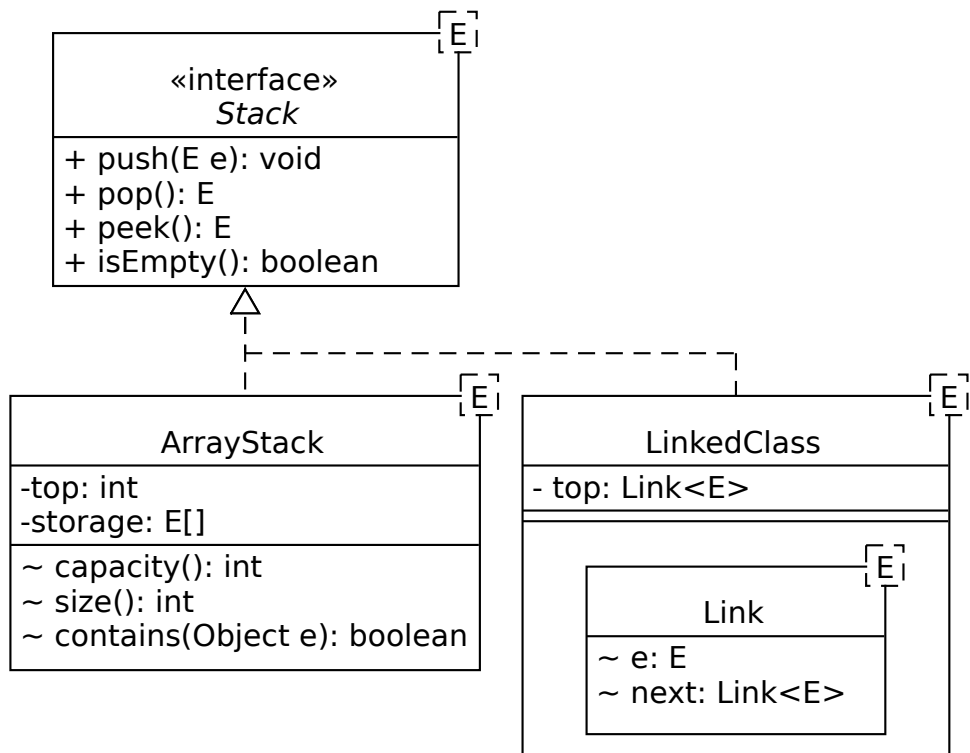 E
«interface»
Stack
+ push(E e): void
+ pop(): E
+ peek(): E
+ isEmpty(): boolean
E
ArrayStack
-top: int
-storage: E[]
~ capacity(): int
~ size(): int
~ contains(Object e): boolean
E
LinkedClass
- top: Link<E>
E
Link
~ e: E
~ next: Link<E>